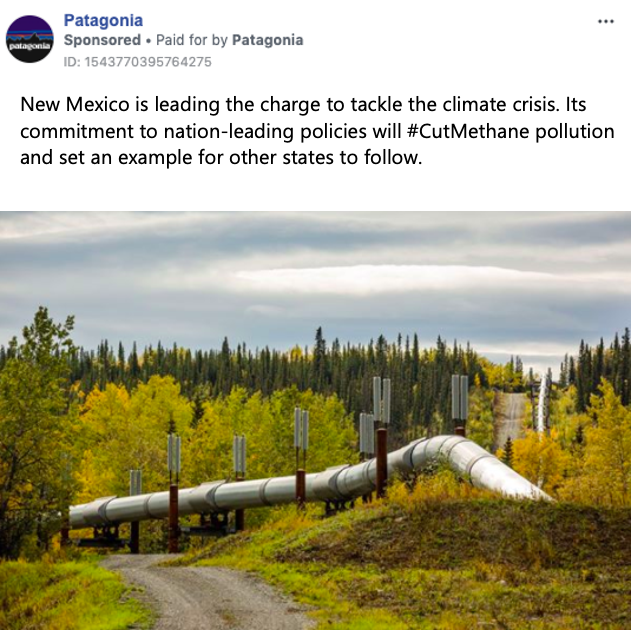 Patagonia
Sponsored • Paid for by Patagonia
ID: 1543770395764275
patagonia
New Mexico is leading the charge to tackle the climate crisis. Its
commitment to nation-leading policies will #CutMethane pollution
and set an example for other states to follow.